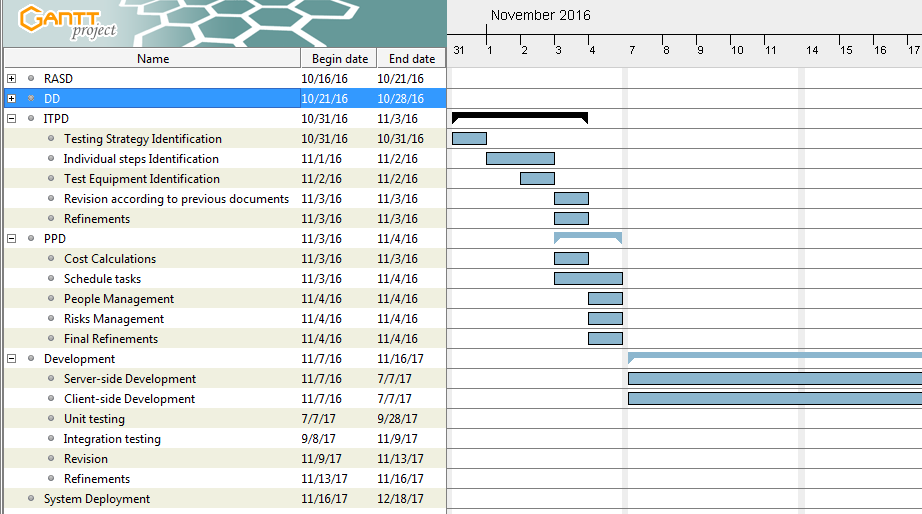 GANTT
project
November 2016
31 1 2 3 4 7 8 9 10 11 14 15 16 17
Name Begin date End date
RASD 10/16/16 10/21/16
DD 10/21/16 10/28/16
ITPD 10/31/16 11/3/16
Testing Strategy Identification 10/31/16 10/31/16
Individual steps Identification 11/1/16 11/2/16
Test Equipment Identification 11/2/16 11/2/16
Revision according to previous documents 11/3/16 11/3/16
Refinements 11/3/16 11/3/16
PPD 11/3/16 11/4/16
Cost Calculations 11/3/16 11/3/16
Schedule tasks 11/3/16 11/4/16
People Management 11/4/16 11/4/16
Risks Management 11/4/16 11/4/16
Final Refinements 11/4/16 11/4/16
Development 11/7/16 11/16/17
Server-side Development 11/7/16 7/7/17
Client-side Development 11/7/16 7/7/17
Unit testing 7/7/17 9/28/17
Integration testing 9/8/17 11/9/17
Revision 11/9/17 11/13/17
Refinements 11/13/17 11/16/17
System Deployment 11/16/17 12/18/17